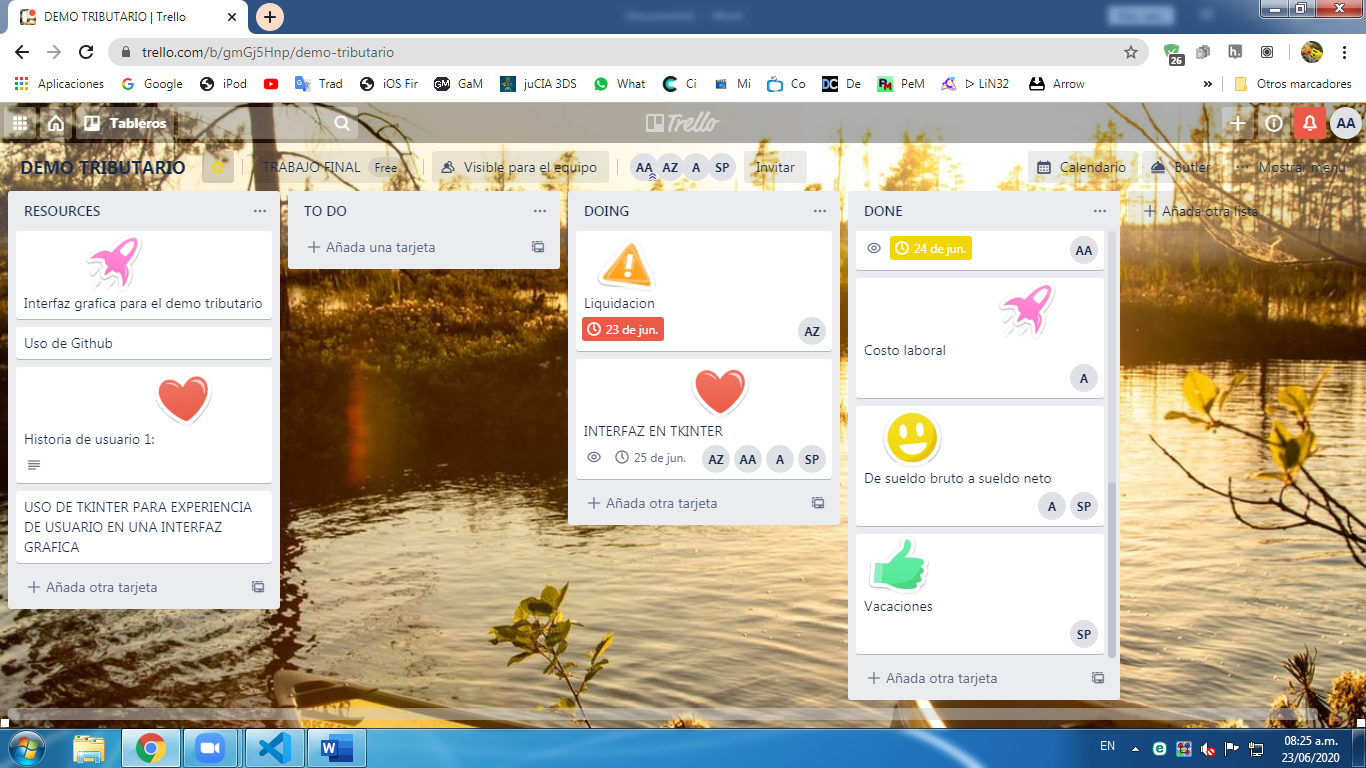 DEMO TRIBUTARIO | Trello
trello.com/b/gmGj5Hnp/demo-tributario
26
h.
Aplicaciones
Google
iPod
Trad
iOS Fir
GM
GaM
juCIA 3DS
What
Ci
Mi
Co
DC
De
PeM
▷ LiN32
Arrow
»
Otros marcadores
Tableros
Trello
AA
DEMO TRIBUTARIO
TRABAJO FINAL
Free
Visible para el equipo
AA
AZ
A
SP
Invitar
Calendario
Butler
Mostrar menú
RESOURCES
Interfaz grafica para el demo tributario
Uso de Github
Historia de usuario 1:
USO DE TKINTER PARA EXPERIENCIA
DE USUARIO EN UNA INTERFAZ
GRAFICA
+ Añada otra tarjeta
TO DO
+ Añada una tarjeta
DOING
Liquidacion
23 de jun.
AZ
INTERFAZ EN TKINTER
25 de jun.
AZ
AA
A
SP
+ Añada otra tarjeta
DONE
24 de jun.
AA
Costo laboral
A
De sueldo bruto a sueldo neto
A
SP
Vacaciones
SP
+ Añada otra tarjeta
+ Añada otra lista
EN
08:25 a.m.
23/06/2020